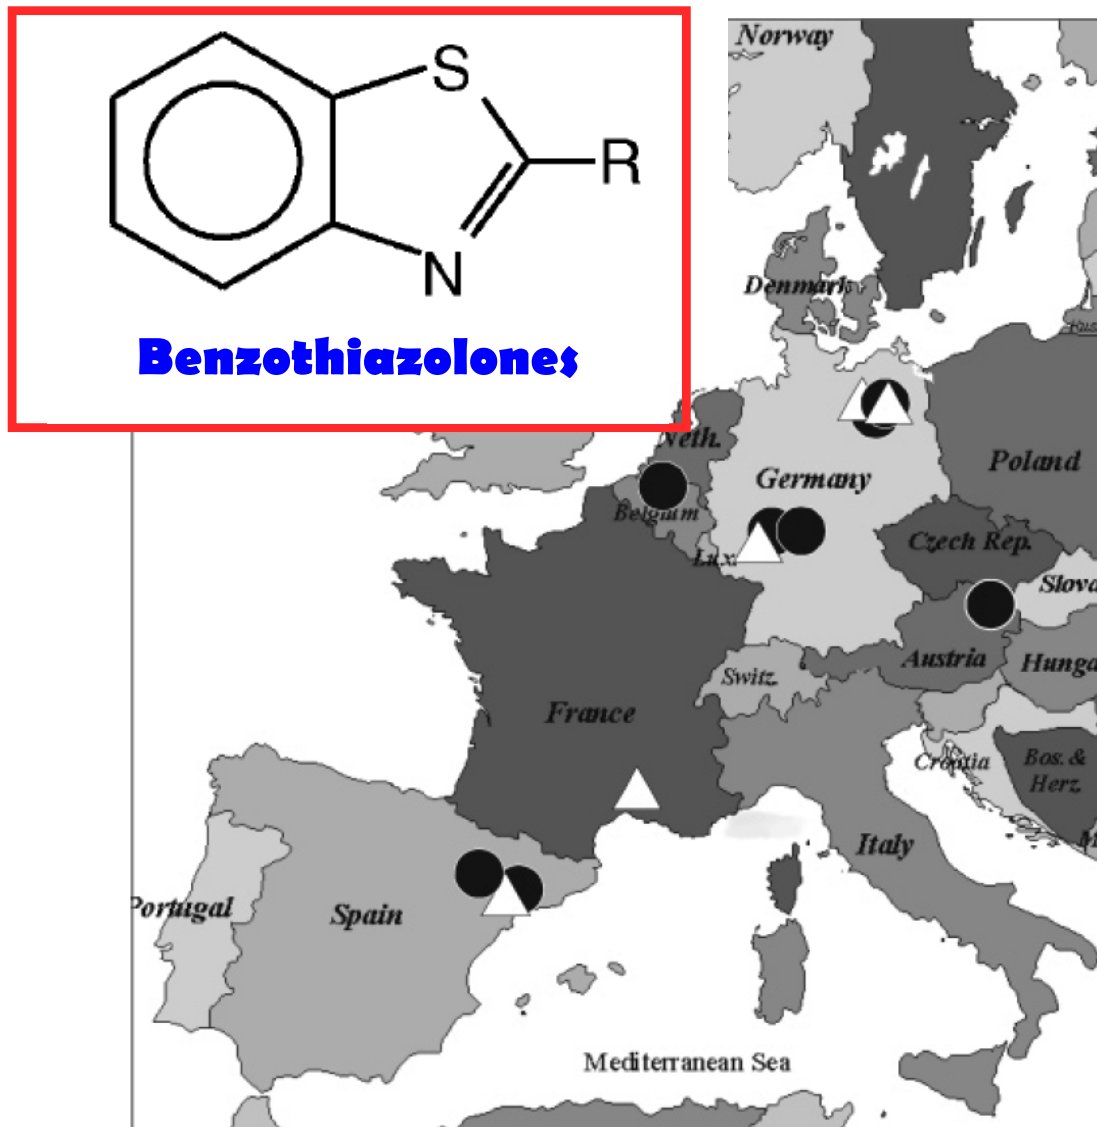 S
R
N
Benzothiazolones
Norway
Denmark
Rus
Neth.
Poland
Germany
Belgium
Czech Rep.
Lux.
Slova
Austria
Hunga
Switz.
France
Croatia
Bos. &
Herz.
Italy
M
Portugal
Spain
Mediterranean Sea